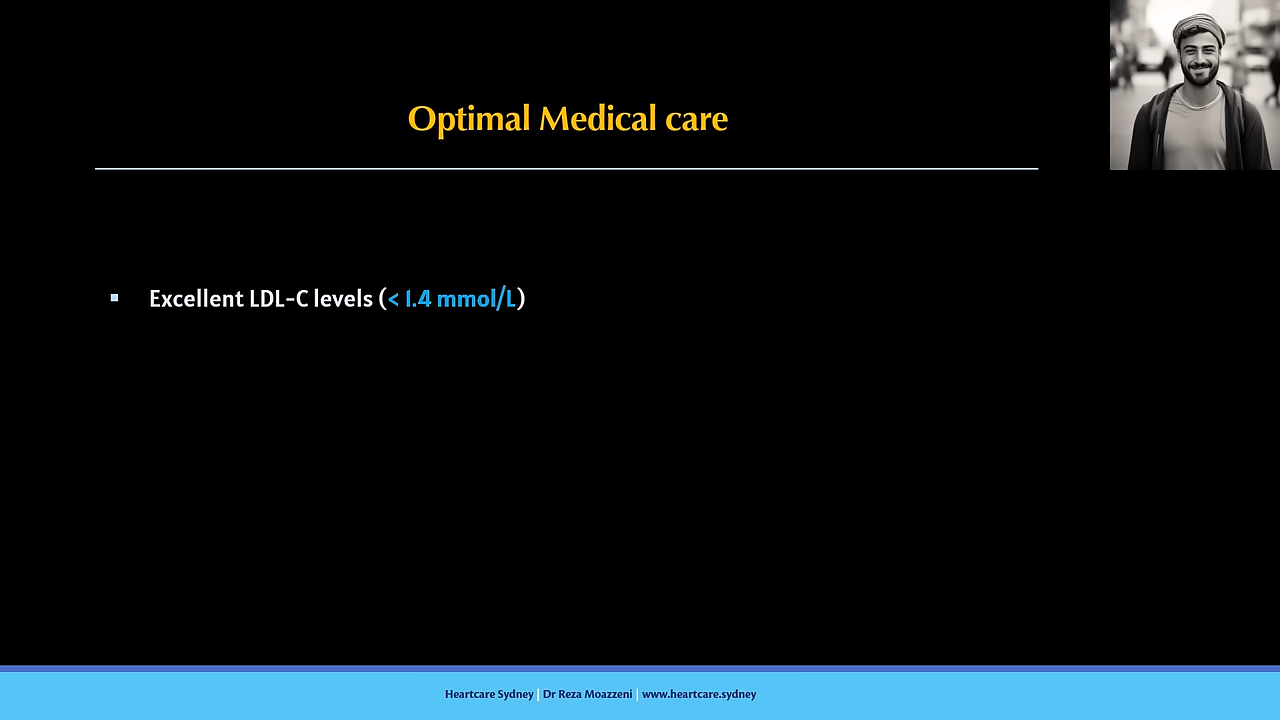 Optimal Medical care
▪ Excellent LDL-C levels (< 1.4 mmol/L)
Heartcare Sydney | Dr Reza Moazzeni | www.heartcare.sydney